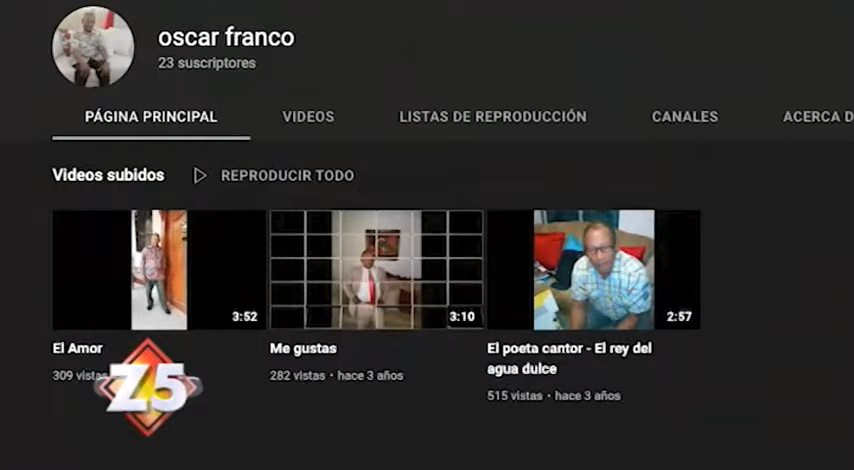 oscar franco
23 suscriptores
PÁGINA PRINCIPAL VIDEOS LISTAS DE REPRODUCCIÓN CANALES ACERCA D
Videos subidos REPRODUCIR TODO
3:52 3:10 2:57
El Amor Me gustas El poeta cantor - El rey del
agua dulce
309 vistas 282 vistas • hace 3 años
515 vistas • hace 3 años
Z5